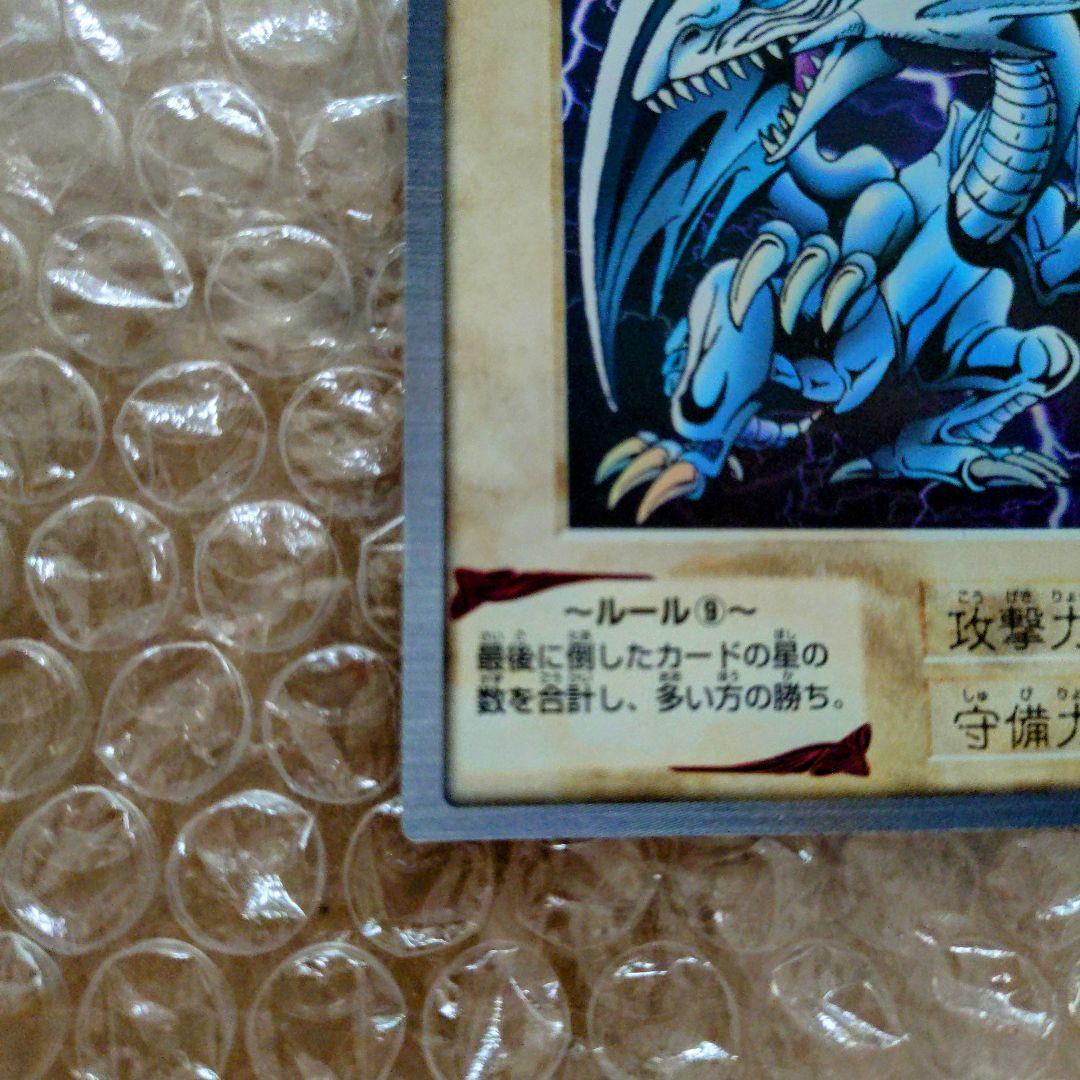 ～ルール⑨～
最後に倒したカードの星の
数を合計し、多い方の勝ち。
攻撃力
守備力